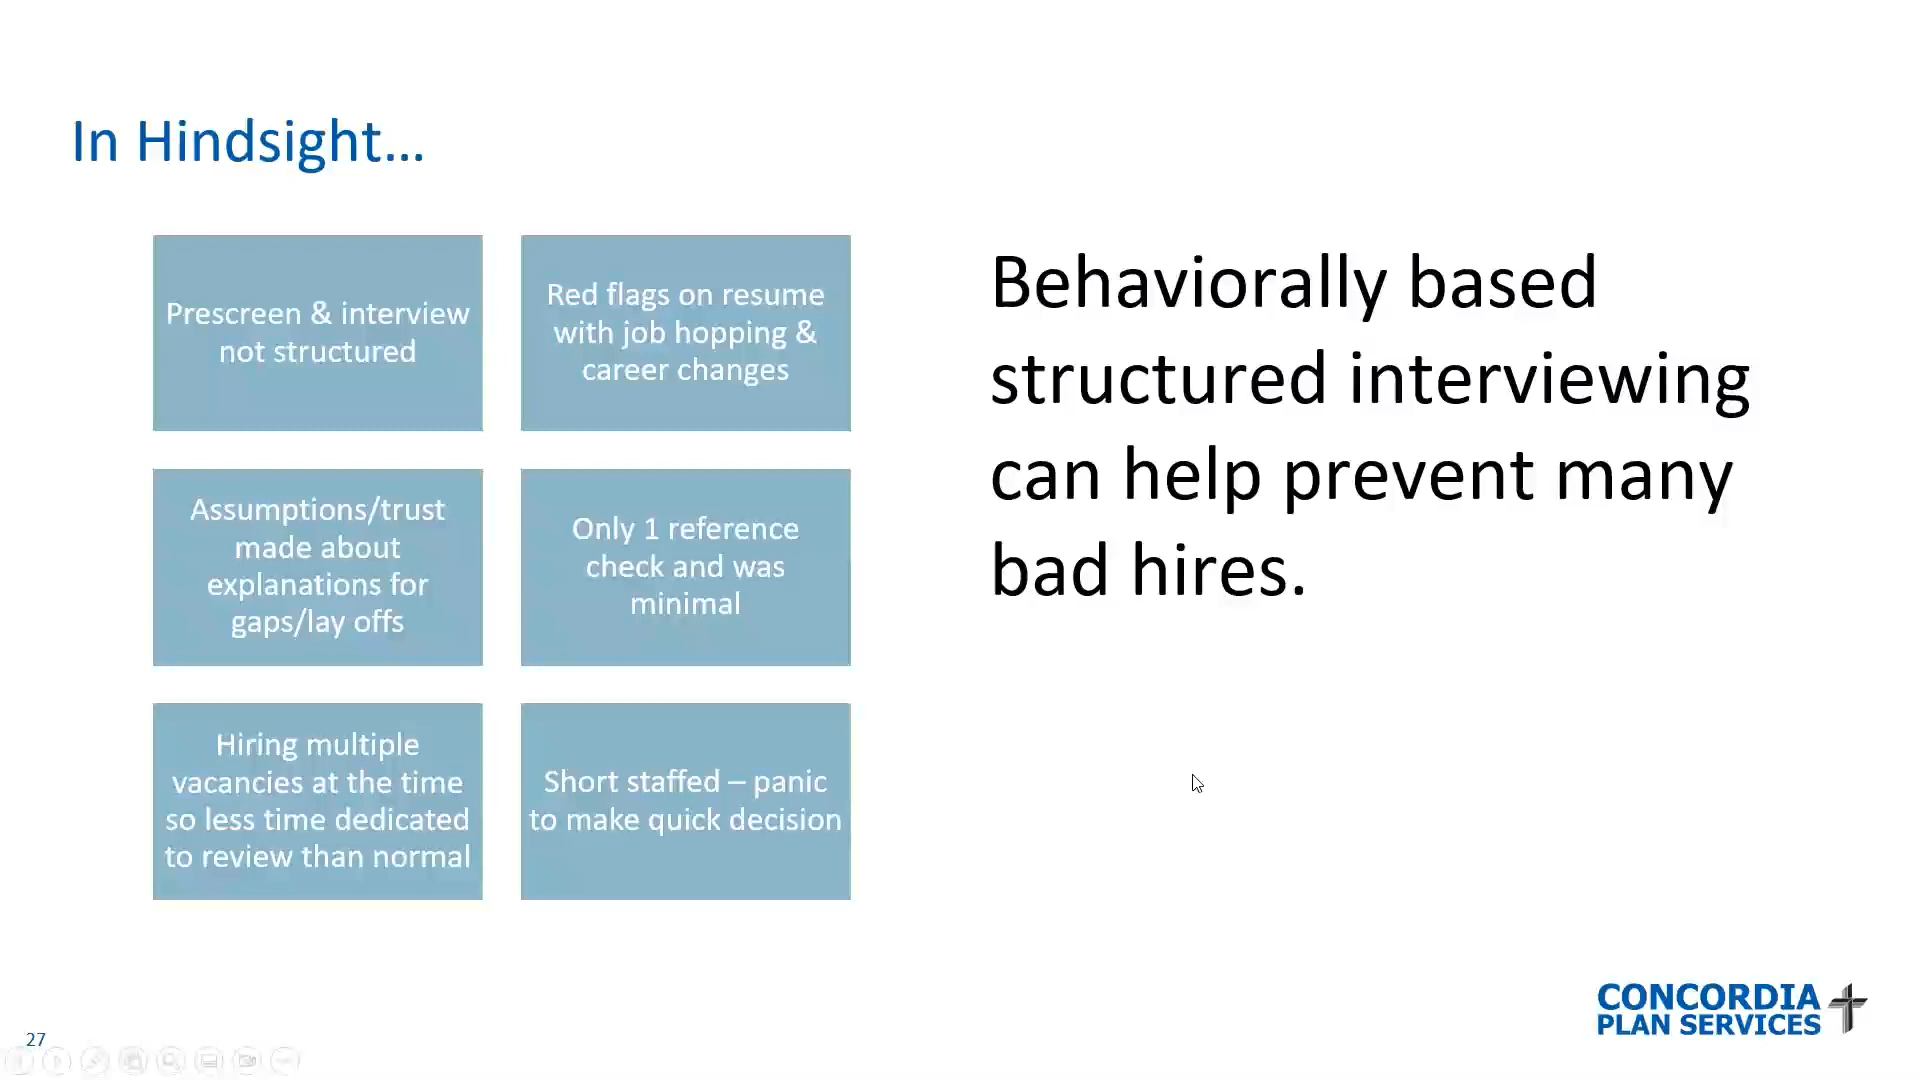 In Hindsight...
Prescreen & interview
not structured
Red flags on resume
with job hopping &
career changes
Assumptions/trust
made about
explanations for
gaps/lay offs
Only 1 reference
check and was
minimal
Hiring multiple
vacancies at the time
so less time dedicated
to review than normal
Short staffed – panic
to make quick decision
Behaviorally based
structured interviewing
can help prevent many
bad hires.
CONCORDIA
PLAN SERVICES
27